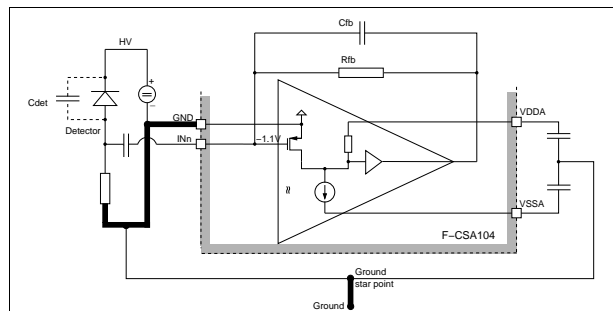 Cfb
Rfb
HV
Cdet
+
−
Detector
GND
INn
−1.1V
VDDA
VSSA
≈
F−CSA104
Ground
star point
Ground